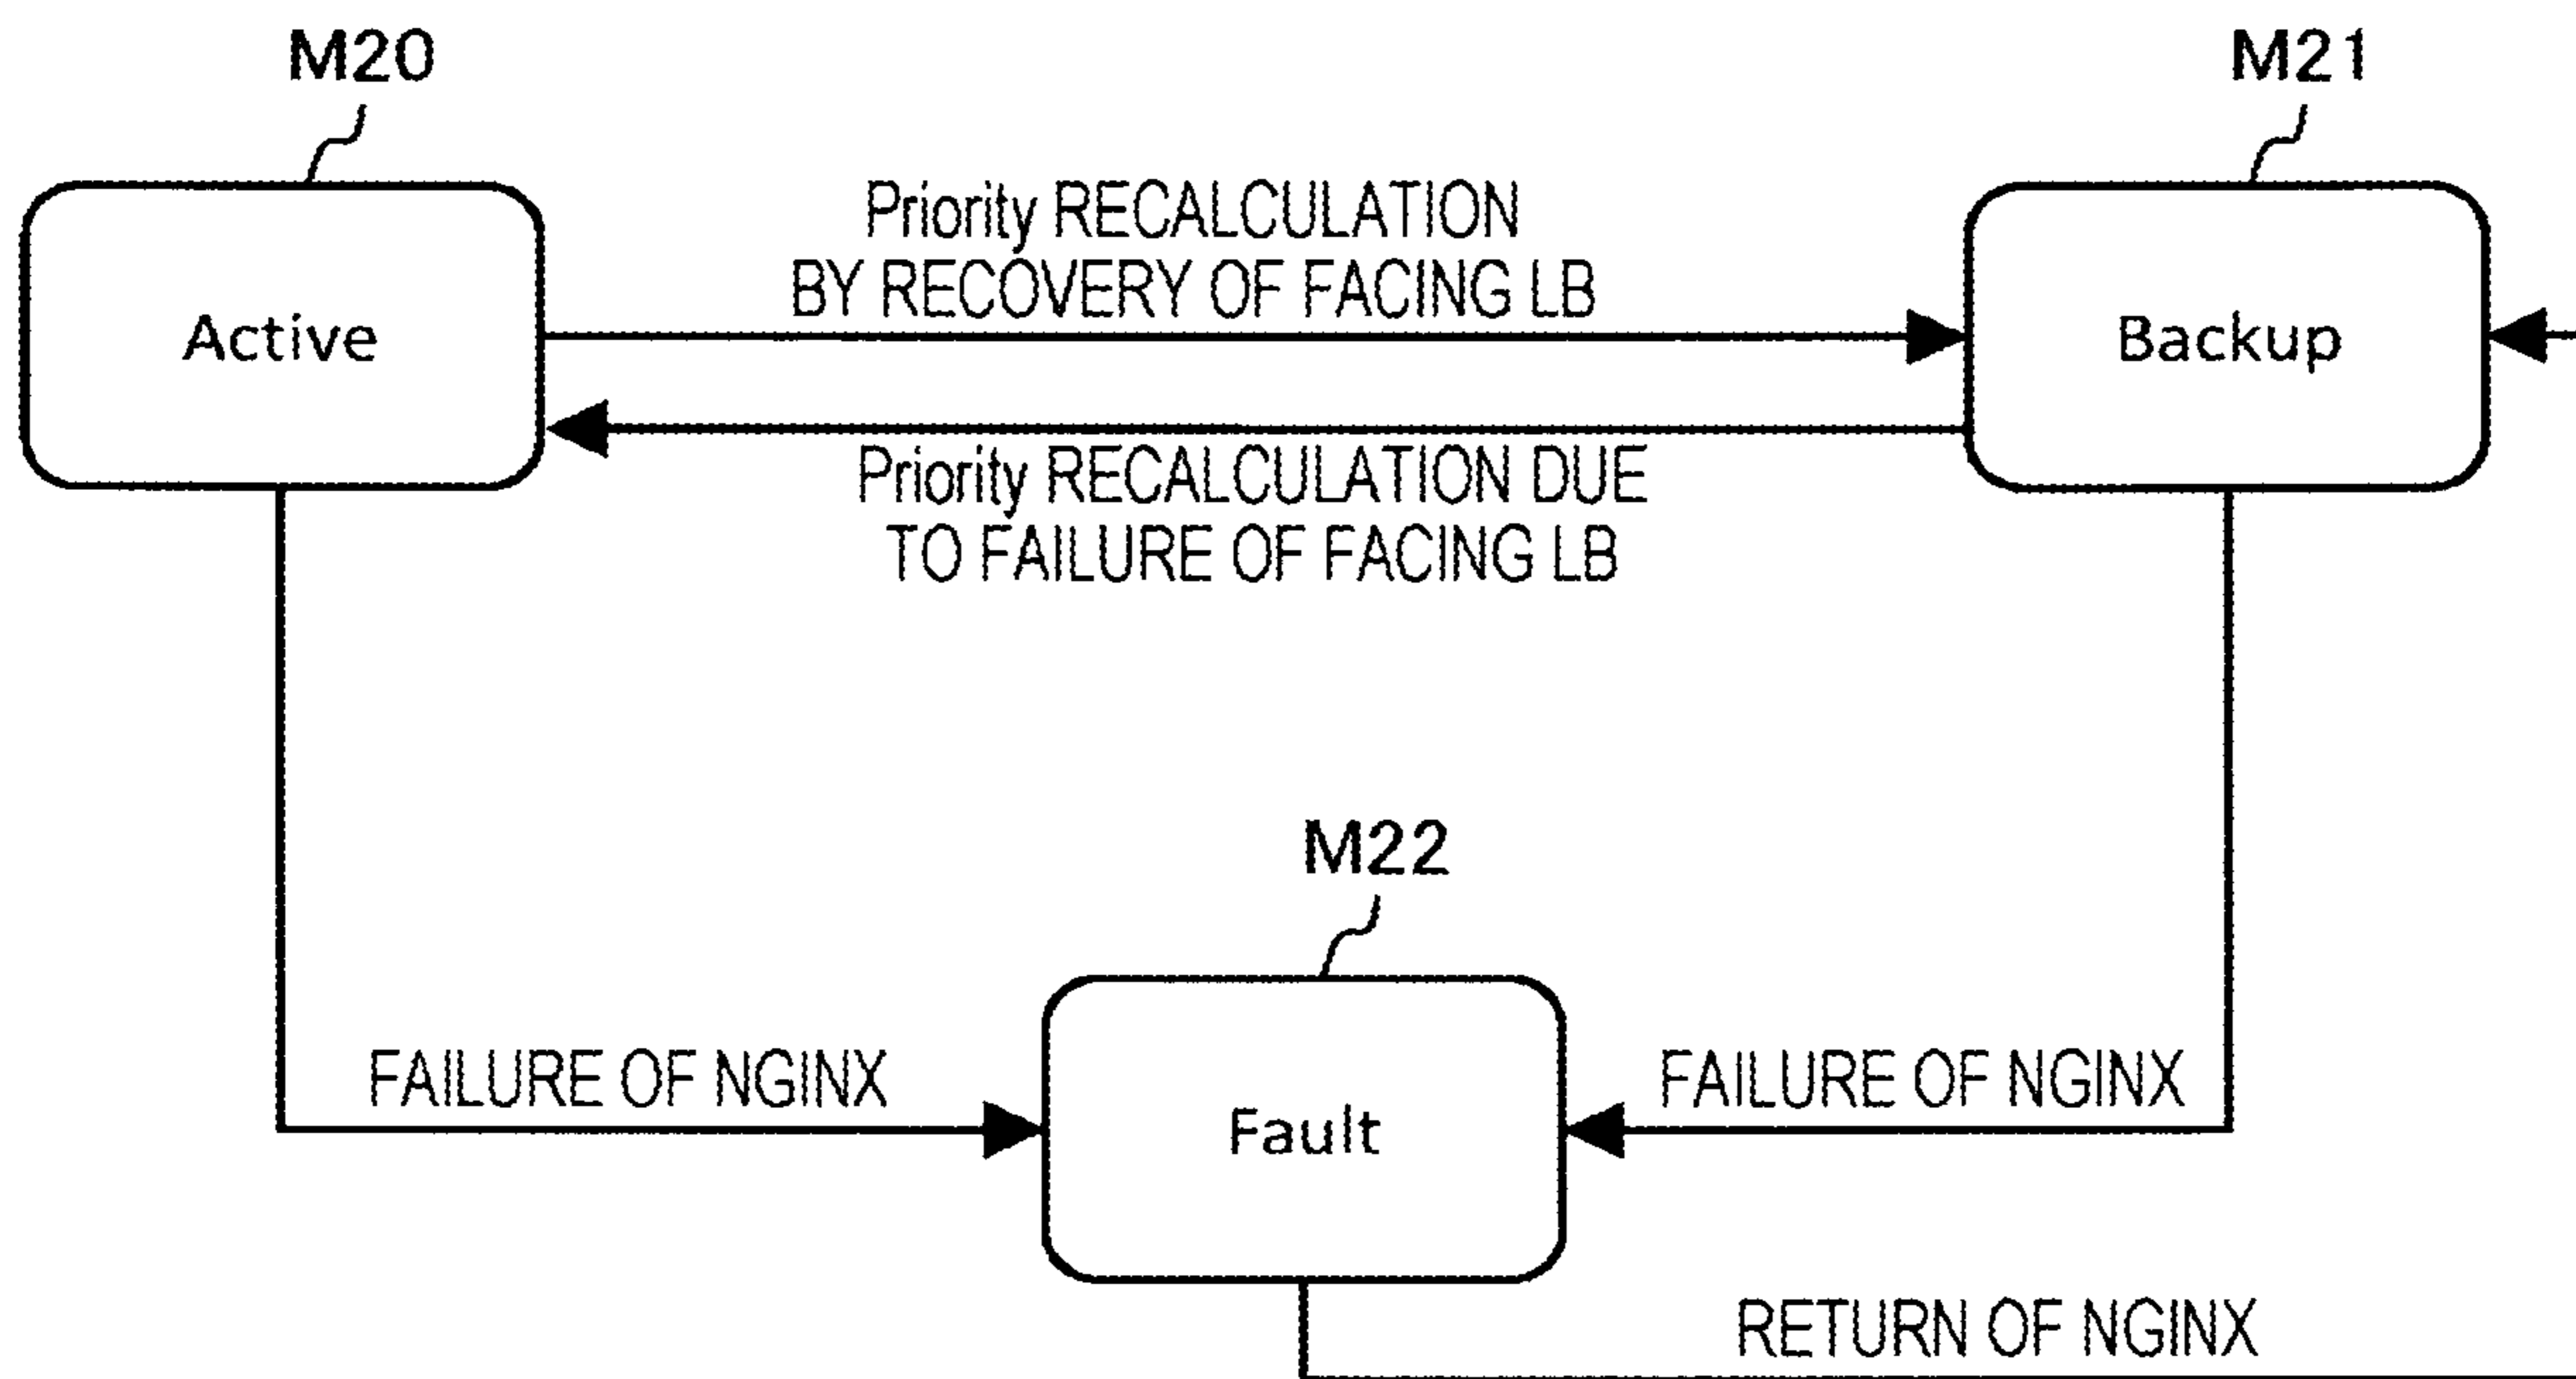 M20
M21
Priority RECALCULATION
BY RECOVERY OF FACING LB
Active
Backup
Priority RECALCULATION DUE
TO FAILURE OF FACING LB
M22
FAILURE OF NGINX
FAILURE OF NGINX
Fault
RETURN OF NGINX